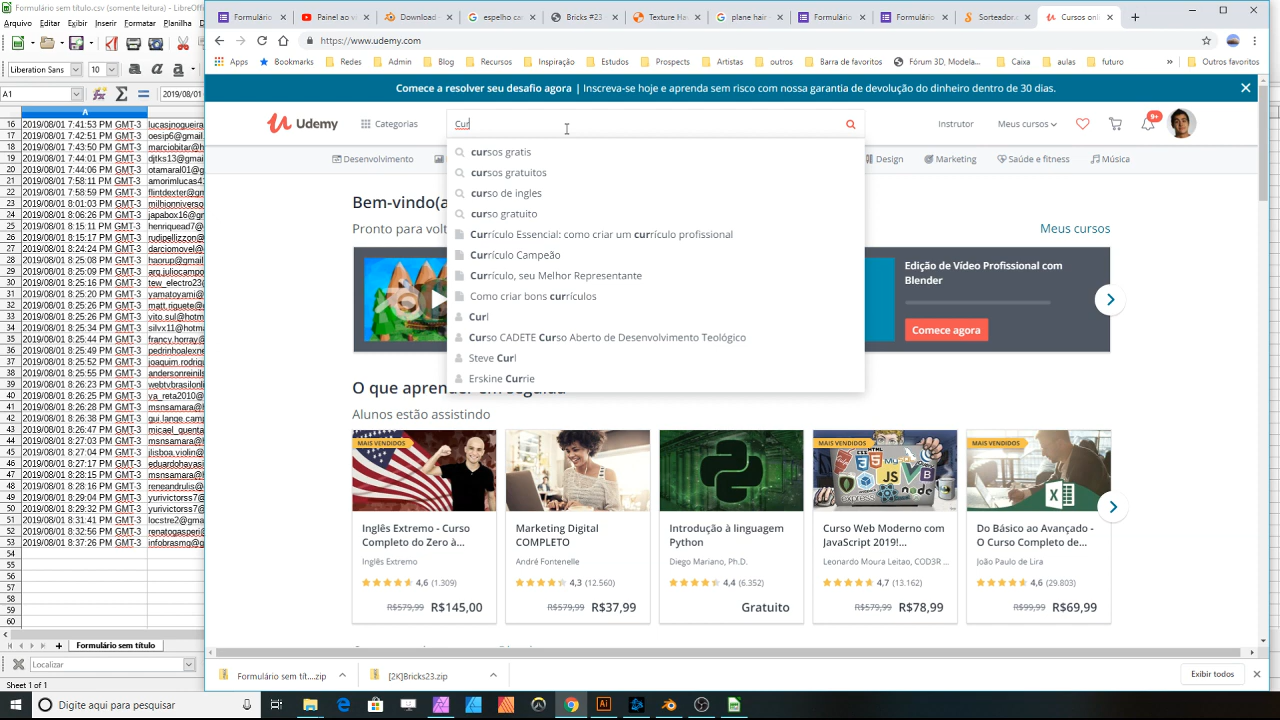 Formulário sem título.csv (somente leitura) - LibreOffi
Arquivo Editar Exibir Inserir Formatar
Liberation Sans 10
A1 2019/08/0
A
16 2019/08/01 7:41:53 PM GMT-3 lucasjnogueira
17 2019/08/01 7:42:55 PM GMT-3 oesip6@gmail
18 2019/08/01 7:43:40 PM GMT-3 marciobitar@h
19 2019/08/01 7:44:01 PM GMT-3 djtks13@gmail
20 2019/08/01 7:44:06 PM GMT-3 otamaral01@g
21 2019/08/01 7:58:11 PM GMT-3 amorimlucas41
22 2019/08/01 7:58:59 PM GMT-3 flintdexter@gm
23 2019/08/01 8:01:03 PM GMT-3 milhionniverso
24 2019/08/01 8:06:26 PM GMT-3 japabox16@gm
25 2019/08/01 8:15:11 PM GMT-3 henriquead7@g
26 2019/08/01 8:15:17 PM GMT-3 rudipellizzon@
27 2019/08/01 8:24:24 PM GMT-3 darciomovel@
28 2019/08/01 8:24:46 PM GMT-3 haorup@gmail
29 2019/08/01 8:25:11 PM GMT-3 arq.juliocampo
30 2019/08/01 8:25:16 PM GMT-3 tew_electro23@
31 2019/08/01 8:25:20 PM GMT-3 yamatoyami@
32 2019/08/01 8:25:22 PM GMT-3 matt.riguete@
33 2019/08/01 8:25:26 PM GMT-3 vito.sul@hotma
34 2019/08/01 8:25:34 PM GMT-3 silvx11@hotm
35 2019/08/01 8:25:44 PM GMT-3 francy.horray@
36 2019/08/01 8:25:47 PM GMT-3 pedrinhoalexne
37 2019/08/01 8:25:52 PM GMT-3 joaquim.rodrig
38 2019/08/01 8:25:55 PM GMT-3 andersonreinils
39 2019/08/01 8:26:19 PM GMT-3 webtvbrasilonli
40 2019/08/01 8:26:25 PM GMT-3 ya_reta2010@
41 2019/08/01 8:26:25 PM GMT-3 msnsamara@h
42 2019/08/01 8:26:38 PM GMT-3 gui.lange.camp
43 2019/08/01 8:26:47 PM GMT-3 micael_quenta
44 2019/08/01 8:27:03 PM GMT-3 msnsamara@h
45 2019/08/01 8:27:04 PM GMT-3 jlisboa.violin@
46 2019/08/01 8:27:17 PM GMT-3 eduardohayasi
47 2019/08/01 8:28:15 PM GMT-3 msnsamara@h
48 2019/08/01 8:28:16 PM GMT-3 reneandrulis@
49 2019/08/01 8:29:04 PM GMT-3 yurivictorss7@
50 2019/08/01 8:29:12 PM GMT-3 yurivictorss7@
51 2019/08/01 8:31:41 PM GMT-3 locstre2@gmai
52 2019/08/01 8:32:56 PM GMT-3 renatogasperi
53 2019/08/01 8:37:26 PM GMT-3 infobrasmg@h
54
55
56
57
58
59
60
Formulário sem título
Localizar
Sheet 1 of 1
Formulário Painel ao v Download espelho gas Bricks #23 Texture Ha plane hair Formulário Formulário Sorteadora Cursos onl
https://www.udemy.com
Apps Bookmarks Redes Admin Blog Recursos Inspiração Estudos Prospects Artistas outros Barra de favoritos Fórum 3D, Modela... Caixa aulas futuro Outros favoritos
Comece a resolver seu desafio agora | Inscreva-se hoje e aprenda sem risco com nossa garantia de devolução do dinheiro dentro de 30 dias.
Udemy Categorias Cur Instrutor Meus cursos 9+
Desenvolvimento Design Marketing Saúde e fitness Música
cursos gratis
cursos gratuitos
curso de ingles
curso gratuito
Currículo Essencial: como criar um currículo profissional
Currículo Campeão
Currículo, seu Melhor Representante
Como criar bons currículos
Curl
Curso CADETE Curso Aberto de Desenvolvimento Teológico
Steve Curl
Erskine Currie
Bem-vindo(a
Pronto para volt
Meus cursos
Edição de Vídeo Profissional com
Blender
Comece agora
O que aprender em seguida
Alunos estão assistindo
MAIS VENDIDOS
Inglês Extremo - Curso
Completo do Zero à...
Inglês Extremo
4,6 (1.309)
R$579,99 R$145,00
Marketing Digital
COMPLETO
André Fontenelle
4,3 (12.560)
R$579,99 R$37,99
Introdução à linguagem
Python
Diego Mariano, Ph.D.
4,4 (6.352)
Gratuito
MAIS VENDIDOS
HTML CSS JS node
Curso Web Moderno com
JavaScript 2019!...
Leonardo Moura Leitao, COD3R ...
4,7 (13.162)
R$579,99 R$78,99
MAIS VENDIDOS
Do Básico ao Avançado -
O Curso Completo de...
João Paulo de Lira
4,6 (29.803)
R$99,99 R$69,99
Formulário sem tít....zip [2K]Bricks23.zip Exibir todos
Digite aqui para pesquisar